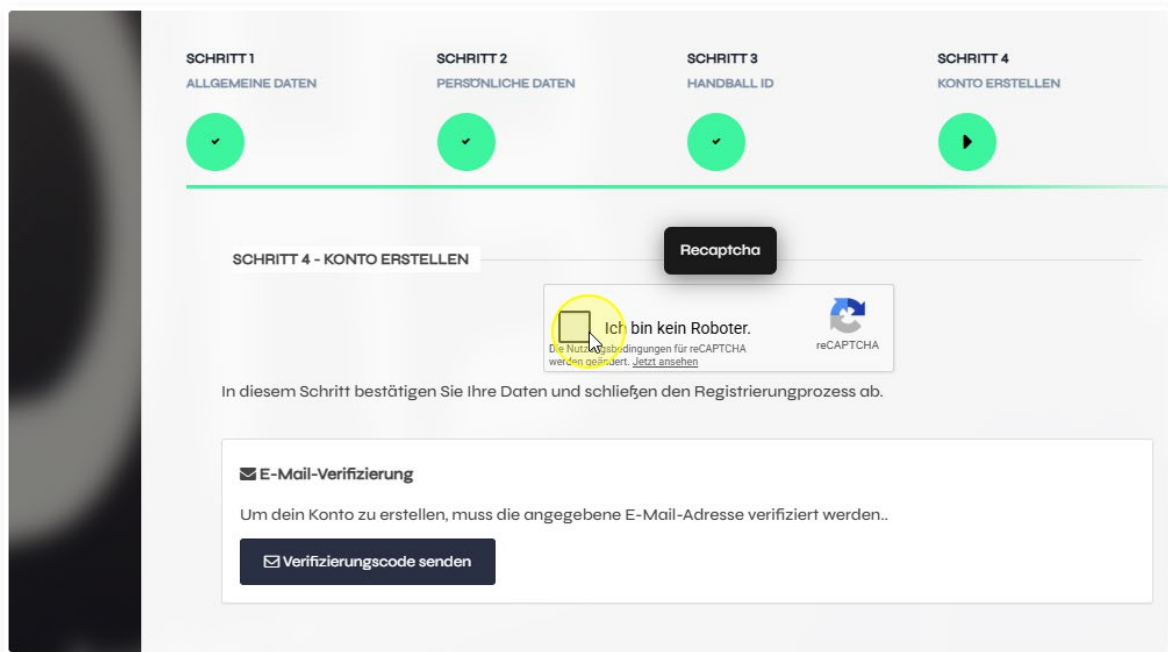 SCHRITT 1
ALLGEMEINE DATEN
SCHRITT 2
PERSÖNLICHE DATEN
SCHRITT 3
HANDBALL ID
SCHRITT 4
KONTO ERSTELLEN
SCHRITT 4 - KONTO ERSTELLEN
Recaptcha
Ich bin kein Roboter.
Die Nutzungsbedingungen für reCAPTCHA
werden geändert. Jetzt ansehen
reCAPTCHA
In diesem Schritt bestätigen Sie Ihre Daten und schließen den Registrierungprozess ab.
E-Mail-Verifizierung
Um dein Konto zu erstellen, muss die angegebene E-Mail-Adresse verifiziert werden..
Verifizierungscode senden